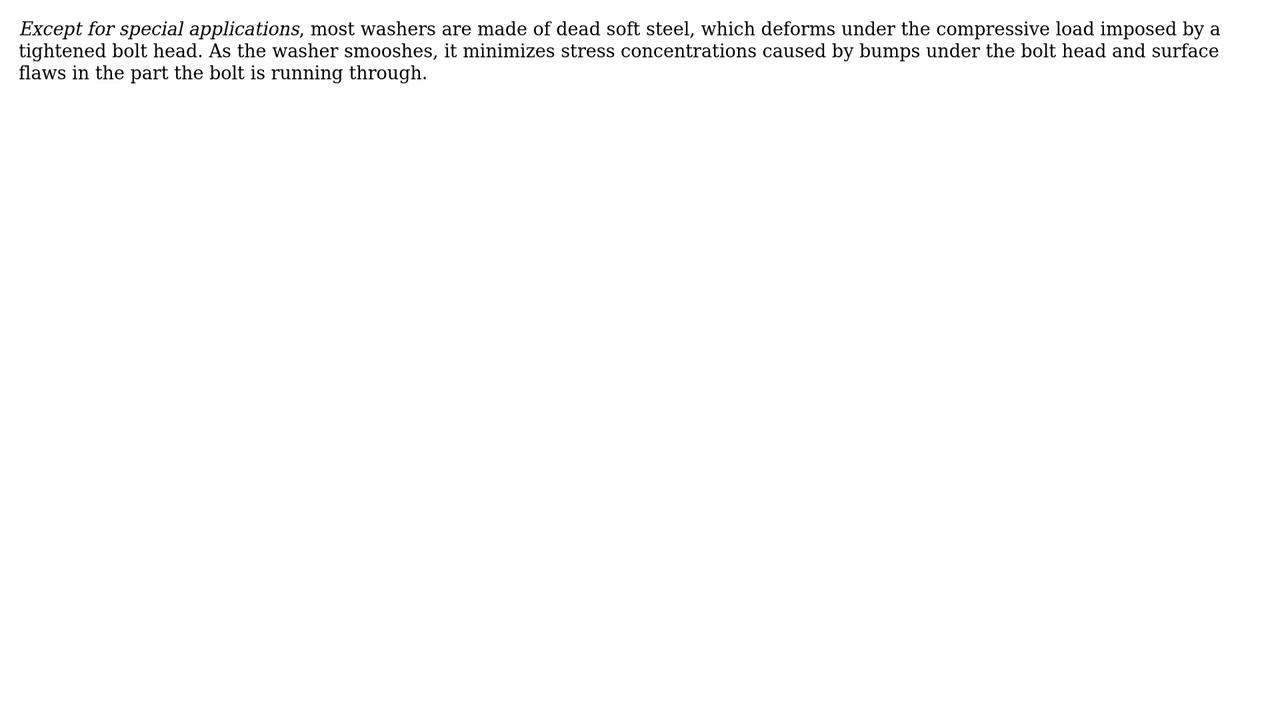 Except for special applications, most washers are made of dead soft steel, which deforms under the compressive load imposed by a
tightened bolt head. As the washer smooshes, it minimizes stress concentrations caused by bumps under the bolt head and surface
flaws in the part the bolt is running through.